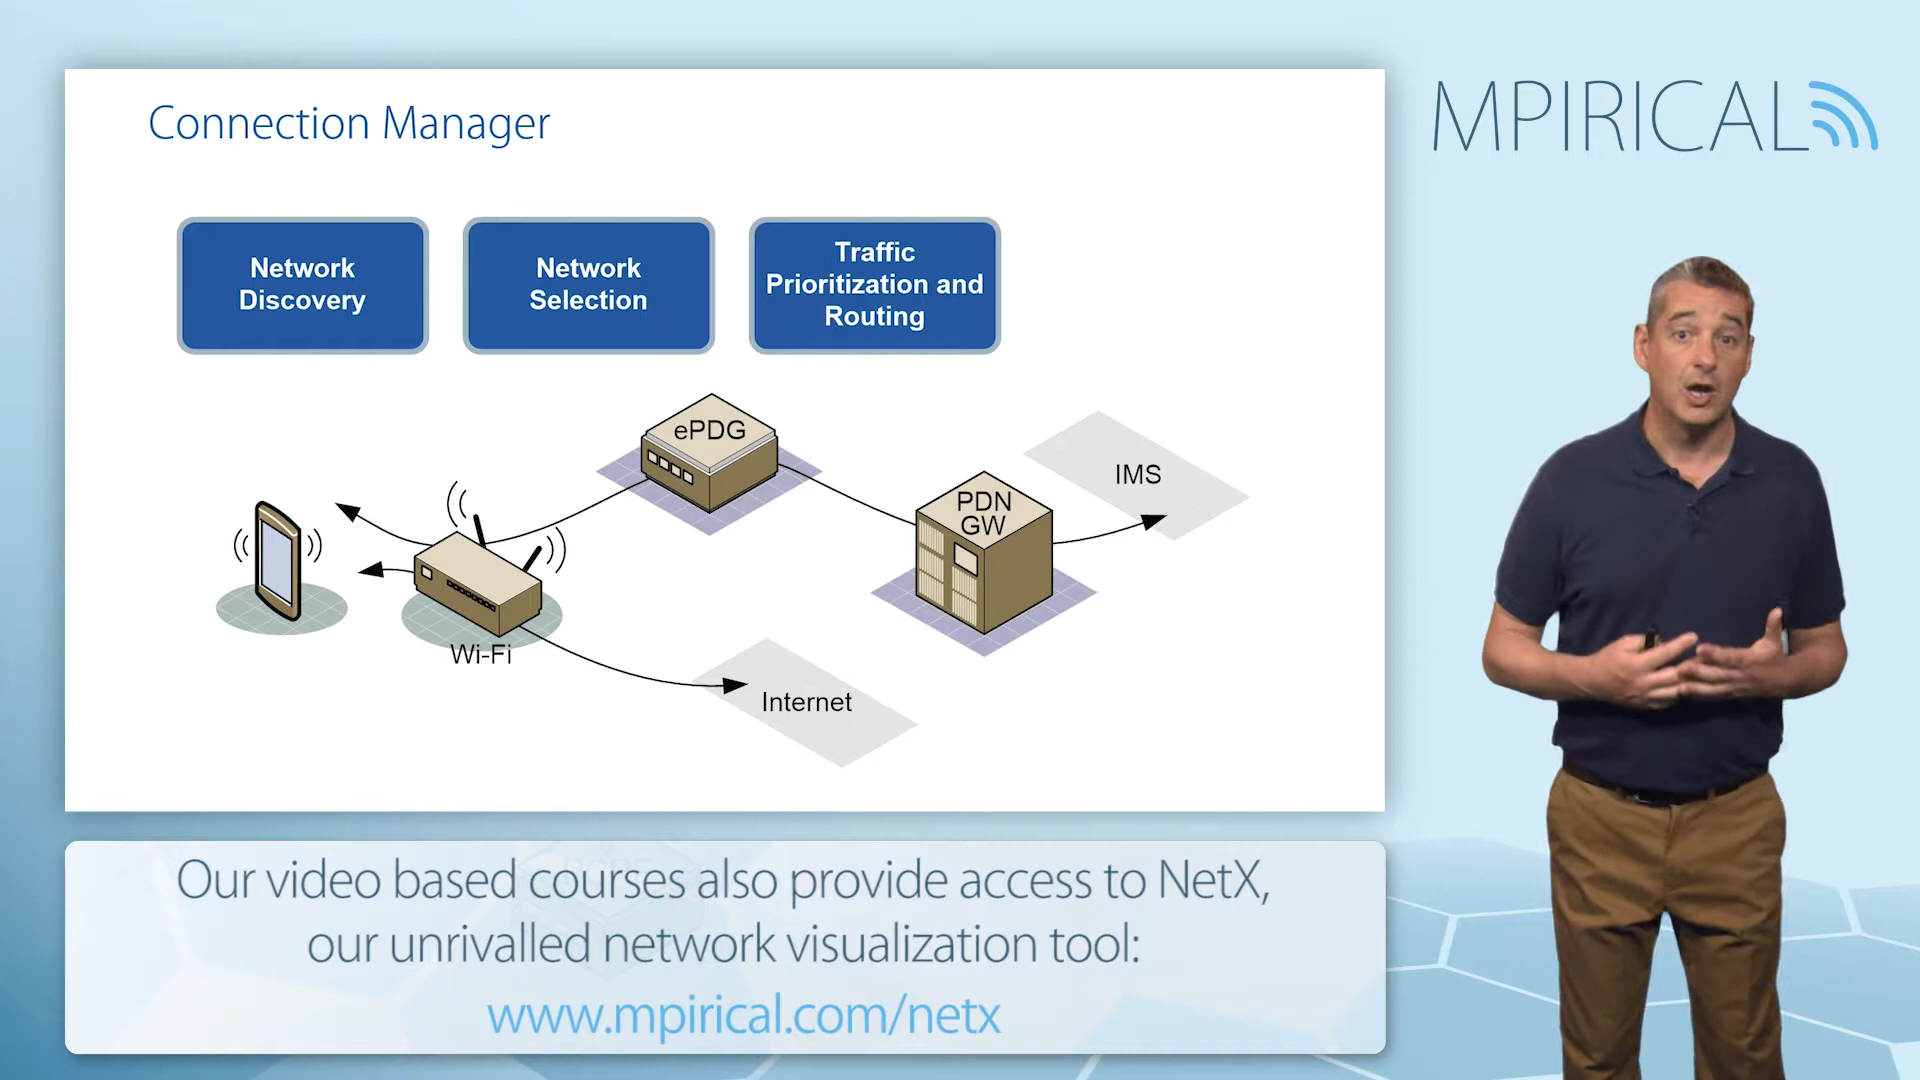 Connection Manager
MPIRICAL
Network
Discovery
Network
Selection
Traffic
Prioritization and
Routing
ePDG
IMS
PDN
GW
Wi-Fi
Internet
Our video based courses also provide access to NetX,
our unrivalled network visualization tool:
www.mpirical.com/netx